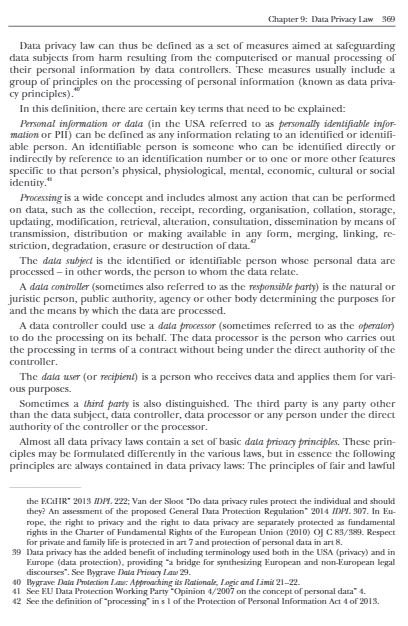 Chapter 9: Data Privacy Law 369
Data privacy law can thus be defined as a set of measures aimed at safeguarding
data subjects from harm resulting from the computerised or manual processing of
their personal information by data controllers. These measures usually include a
group of principles on the processing of personal information (known as data priva-
cy principles).40
In this definition, there are certain key terms that need to be explained:
Personal information or data (in the USA referred to as personally identifiable infor-
mation or PII) can be defined as any information relating to an identified or identifi-
able person. An identifiable person is someone who can be identified directly or
indirectly by reference to an identification number or to one or more other features
specific to that person's physical, physiological, mental, economic, cultural or social
identity.41
Processing is a wide concept and includes almost any action that can be performed
on data, such as the collection, receipt, recording, organisation, collation, storage,
updating, modification, retrieval, alteration, consultation, dissemination by means of
transmission, distribution or making available in any form, merging, linking, re-
striction, degradation, erasure or destruction of data.42
The data subject is the identified or identifiable person whose personal data are
processed – in other words, the person to whom the data relate.
A data controller (sometimes also referred to as the responsible party) is the natural or
juristic person, public authority, agency or other body determining the purposes for
and the means by which the data are processed.
A data controller could use a data processor (sometimes referred to as the operator)
to do the processing on its behalf. The data processor is the person who carries out
the processing in terms of a contract without being under the direct authority of the
controller.
The data user (or recipient) is a person who receives data and applies them for vari-
ous purposes.
Sometimes a third party is also distinguished. The third party is any party other
than the data subject, data controller, data processor or any person under the direct
authority of the controller or the processor.
Almost all data privacy laws contain a set of basic data privacy principles. These prin-
ciples may be formulated differently in the various laws, but in essence the following
principles are always contained in data privacy laws: The principles of fair and lawful
the ECtHR" 2013 IDPL 222; Van der Sloot "Do data privacy rules protect the individual and should
they? An assessment of the proposed General Data Protection Regulation" 2014 IDPL 307. In Eu-
rope, the right to privacy and the right to data privacy are separately protected as fundamental
rights in the Charter of Fundamental Rights of the European Union (2010) OJ C 83/389. Respect
for private and family life is protected in art 7 and protection of personal data in art 8.
39 Data privacy has the added benefit of including terminology used both in the USA (privacy) and in
Europe (data protection), providing "a bridge for synthesizing European and non-European legal
discourses". See Bygrave Data Privacy Law 29.
40 Bygrave Data Protection Law: Approaching its Rationale, Logic and Limit 21–22.
41 See EU Data Protection Working Party "Opinion 4/2007 on the concept of personal data" 4.
42 See the definition of "processing" in s 1 of the Protection of Personal Information Act 4 of 2013.